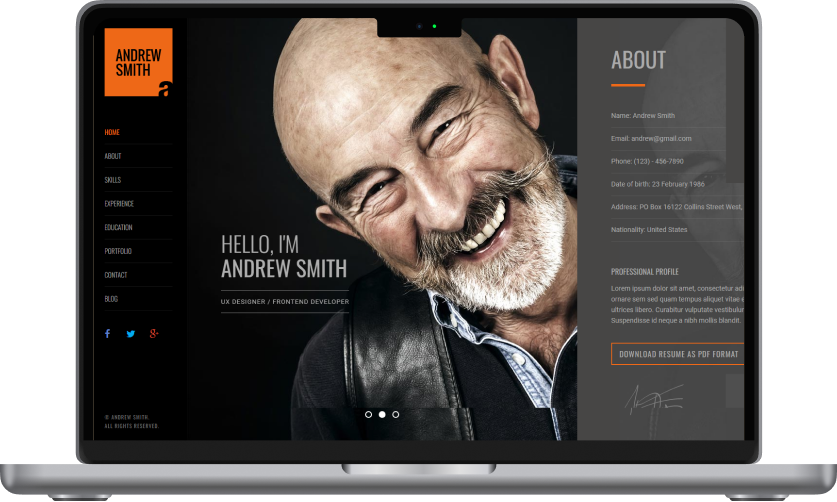 ANDREW
SMITH
a
HOME
ABOUT
SKILLS
EXPERIENCE
EDUCATION
PORTFOLIO
CONTACT
BLOG
© ANDREW SMITH.
ALL RIGHTS RESERVED.
HELLO, I'M
ANDREW SMITH
UX DESIGNER / FRONTEND DEVELOPER
ABOUT
Name: Andrew Smith
Email: andrew@gmail.com
Phone: (123) - 456-7890
Date of birth: 23 February 1986
Address: PO Box 16122 Collins Street West,
Nationality: United States
PROFESSIONAL PROFILE
Lorem ipsum dolor sit amet, consectetur adi
ornare sem sed quam tempus aliquet vitae e
ultrices libero. Curabitur vulputate vestibulur
Suspendisse id neque a nibh mollis blandit.
DOWNLOAD RESUME AS PDF FORMAT